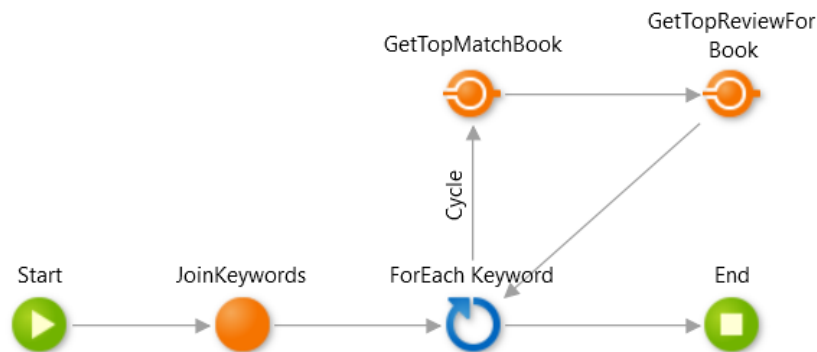 GetTopMatchBook
GetTopReviewFor
Book
Cycle
Start
JoinKeywords
ForEach Keyword
End